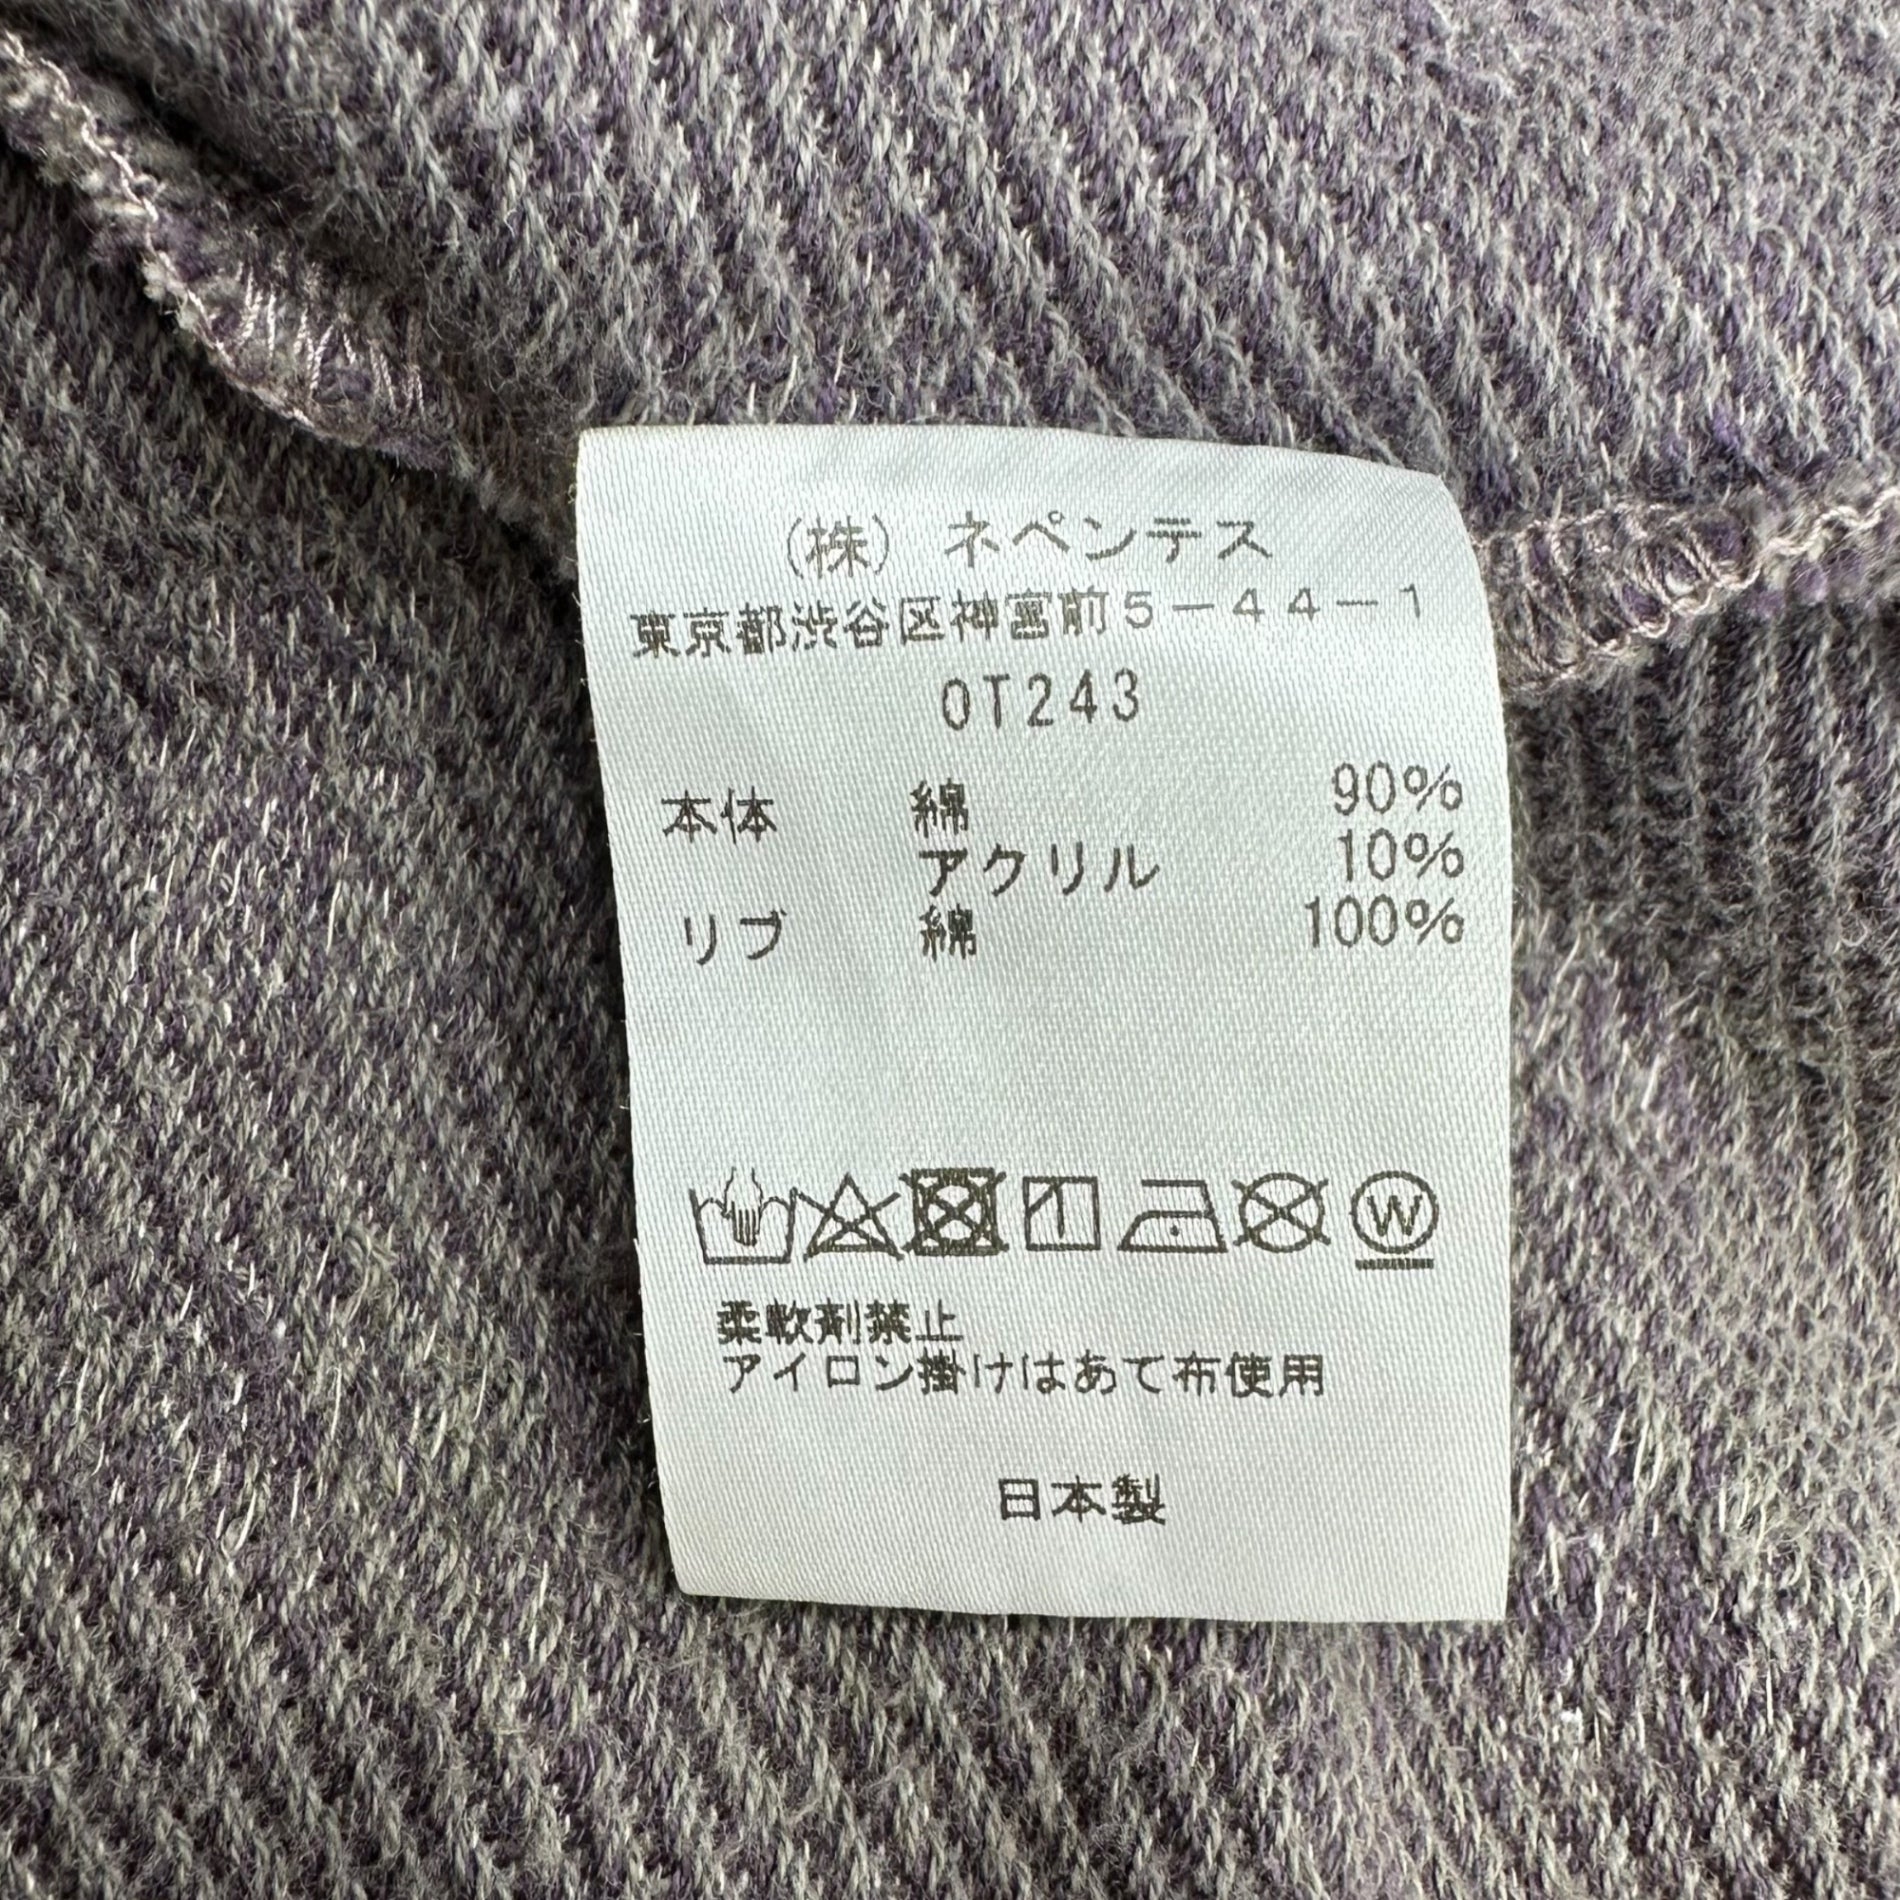 (株) ネペンテス
東京都渋谷区神宮前5-44-1
OT243
本体 綿 90%
アクリル 10%
リブ 綿 100%
W
柔軟剤禁止
アイロン掛けはあて布使用
日本製